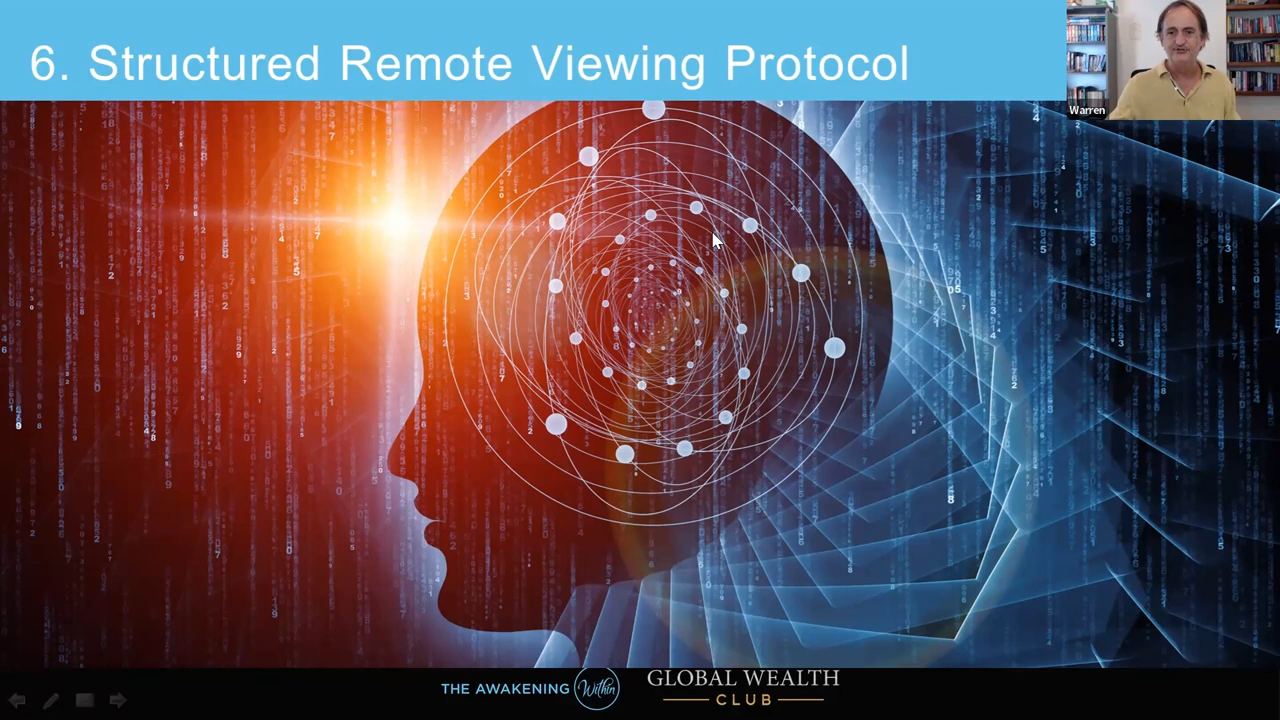 6. Structured Remote Viewing Protocol
Warren
THE AWAKENING Within
GLOBAL WEALTH
CLUB